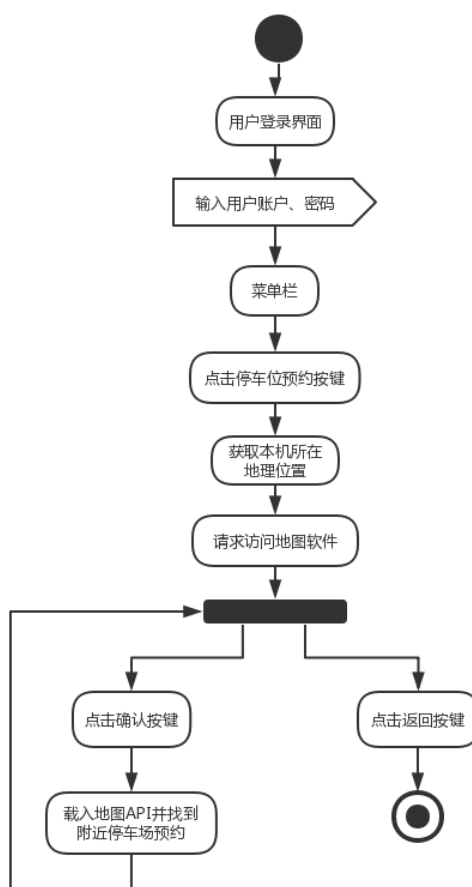 用户登录界面
输入用户账户、密码
菜单栏
点击停车位预约按键
获取本机所在
地理位置
请求访问地图软件
点击确认按键
点击返回按键
载入地图API并找到
附近停车场预约